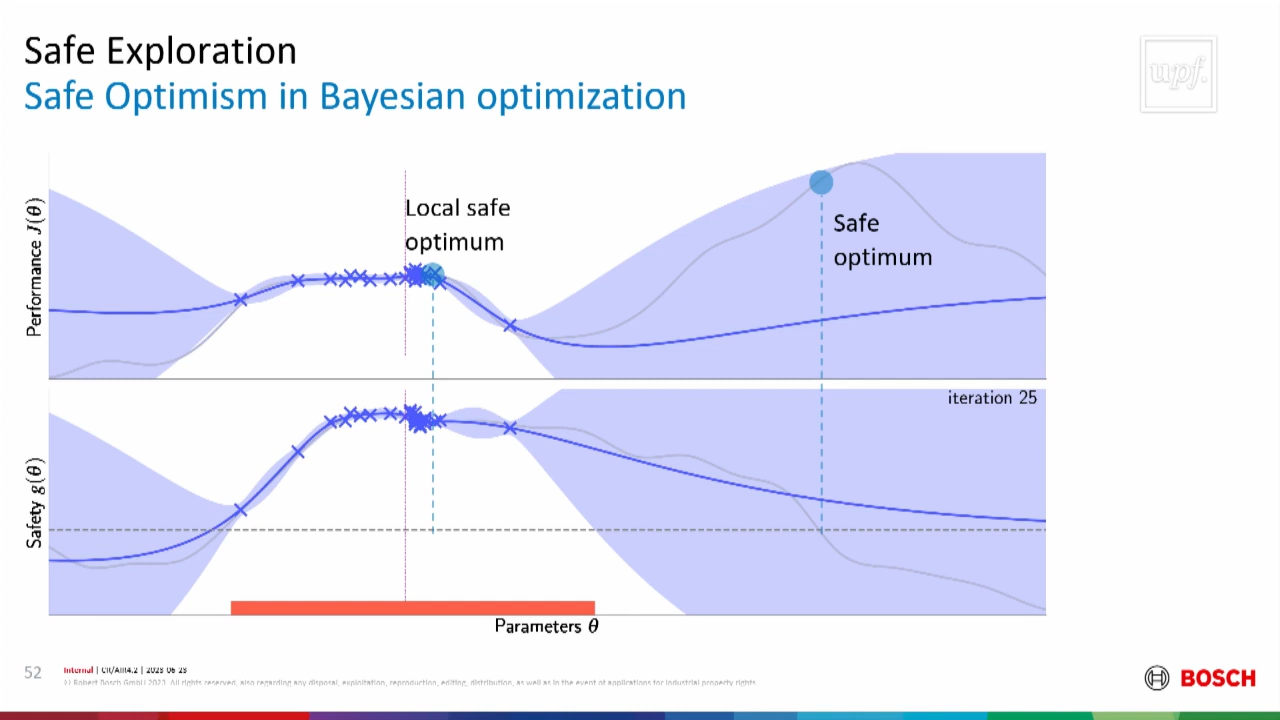 Safe Exploration
Safe Optimism in Bayesian optimization
upf.
Performance J(θ)
Local safe
optimum
Safe
optimum
iteration 25
Safety g(θ)
Parameters θ
52
Internal | CR/AIR4.2 | 2023-06-23
© Robert Bosch GmbH 2023. All rights reserved, also regarding any disposal, exploitation, reproduction, editing, distribution, as well as in the event of applications for industrial property rights.
BOSCH